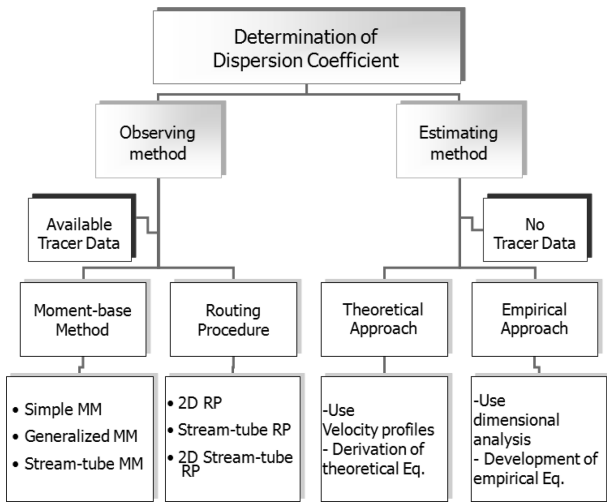 Determination of
Dispersion Coefficient
Observing
method
Estimating
method
Available
Tracer Data
No
Tracer Data
Moment-base
Method
Routing
Procedure
Theoretical
Approach
Empirical
Approach
• Simple MM
• Generalized MM
• Stream-tube MM
• 2D RP
• Stream-tube RP
• 2D Stream-tube
RP
-Use
Velocity profiles
- Derivation of
theoretical Eq.
-Use
dimensional
analysis
- Development of
empirical Eq.